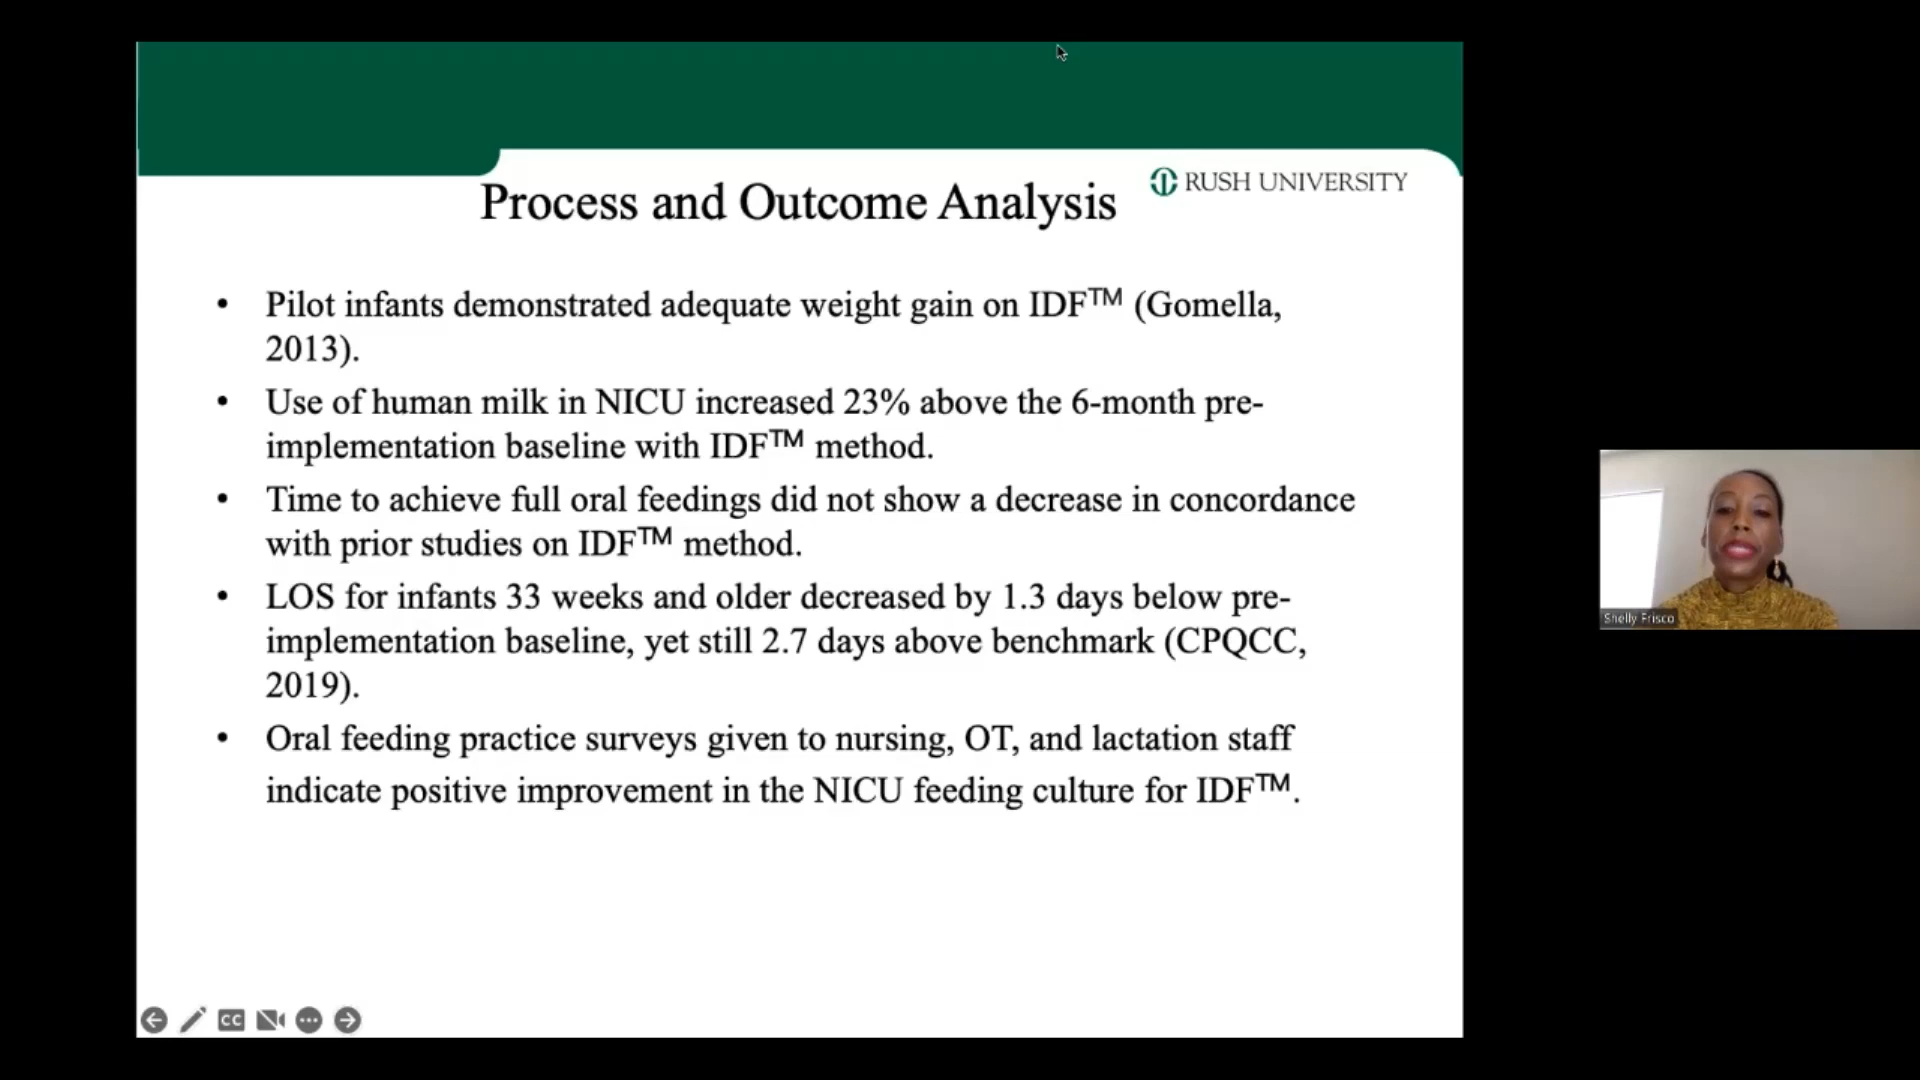 RUSH UNIVERSITY
Process and Outcome Analysis
• Pilot infants demonstrated adequate weight gain on IDF™ (Gomella,
2013).
• Use of human milk in NICU increased 23% above the 6-month pre-
implementation baseline with IDF™ method.
• Time to achieve full oral feedings did not show a decrease in concordance
with prior studies on IDF™ method.
• LOS for infants 33 weeks and older decreased by 1.3 days below pre-
implementation baseline, yet still 2.7 days above benchmark (CPQCC,
2019).
• Oral feeding practice surveys given to nursing, OT, and lactation staff
indicate positive improvement in the NICU feeding culture for IDF™.
Shelly Frisco
CC